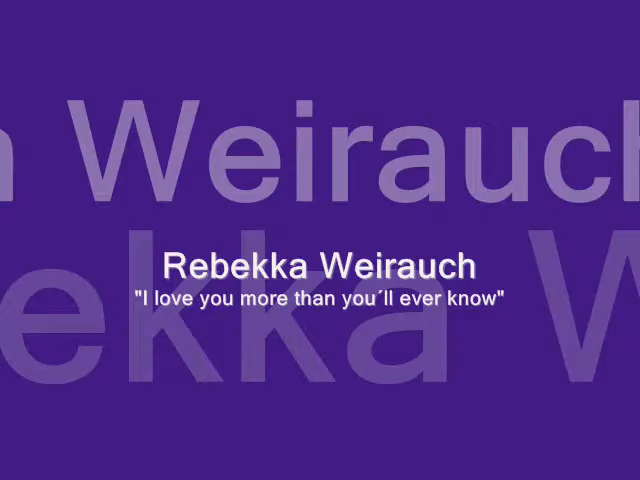 a Weirauch
Rebekka Weirauch
"I love you more than you´ll ever know"
ekka W